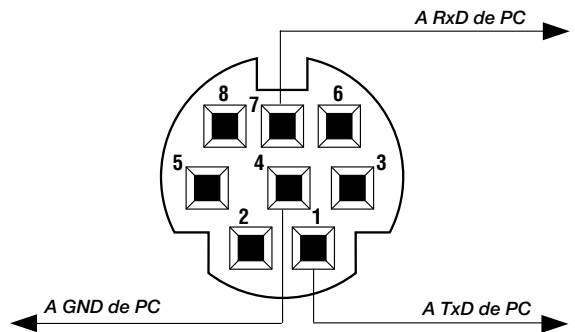 A RxD de PC
8 7 6
5 4 3
2 1
A GND de PC A TxD de PC